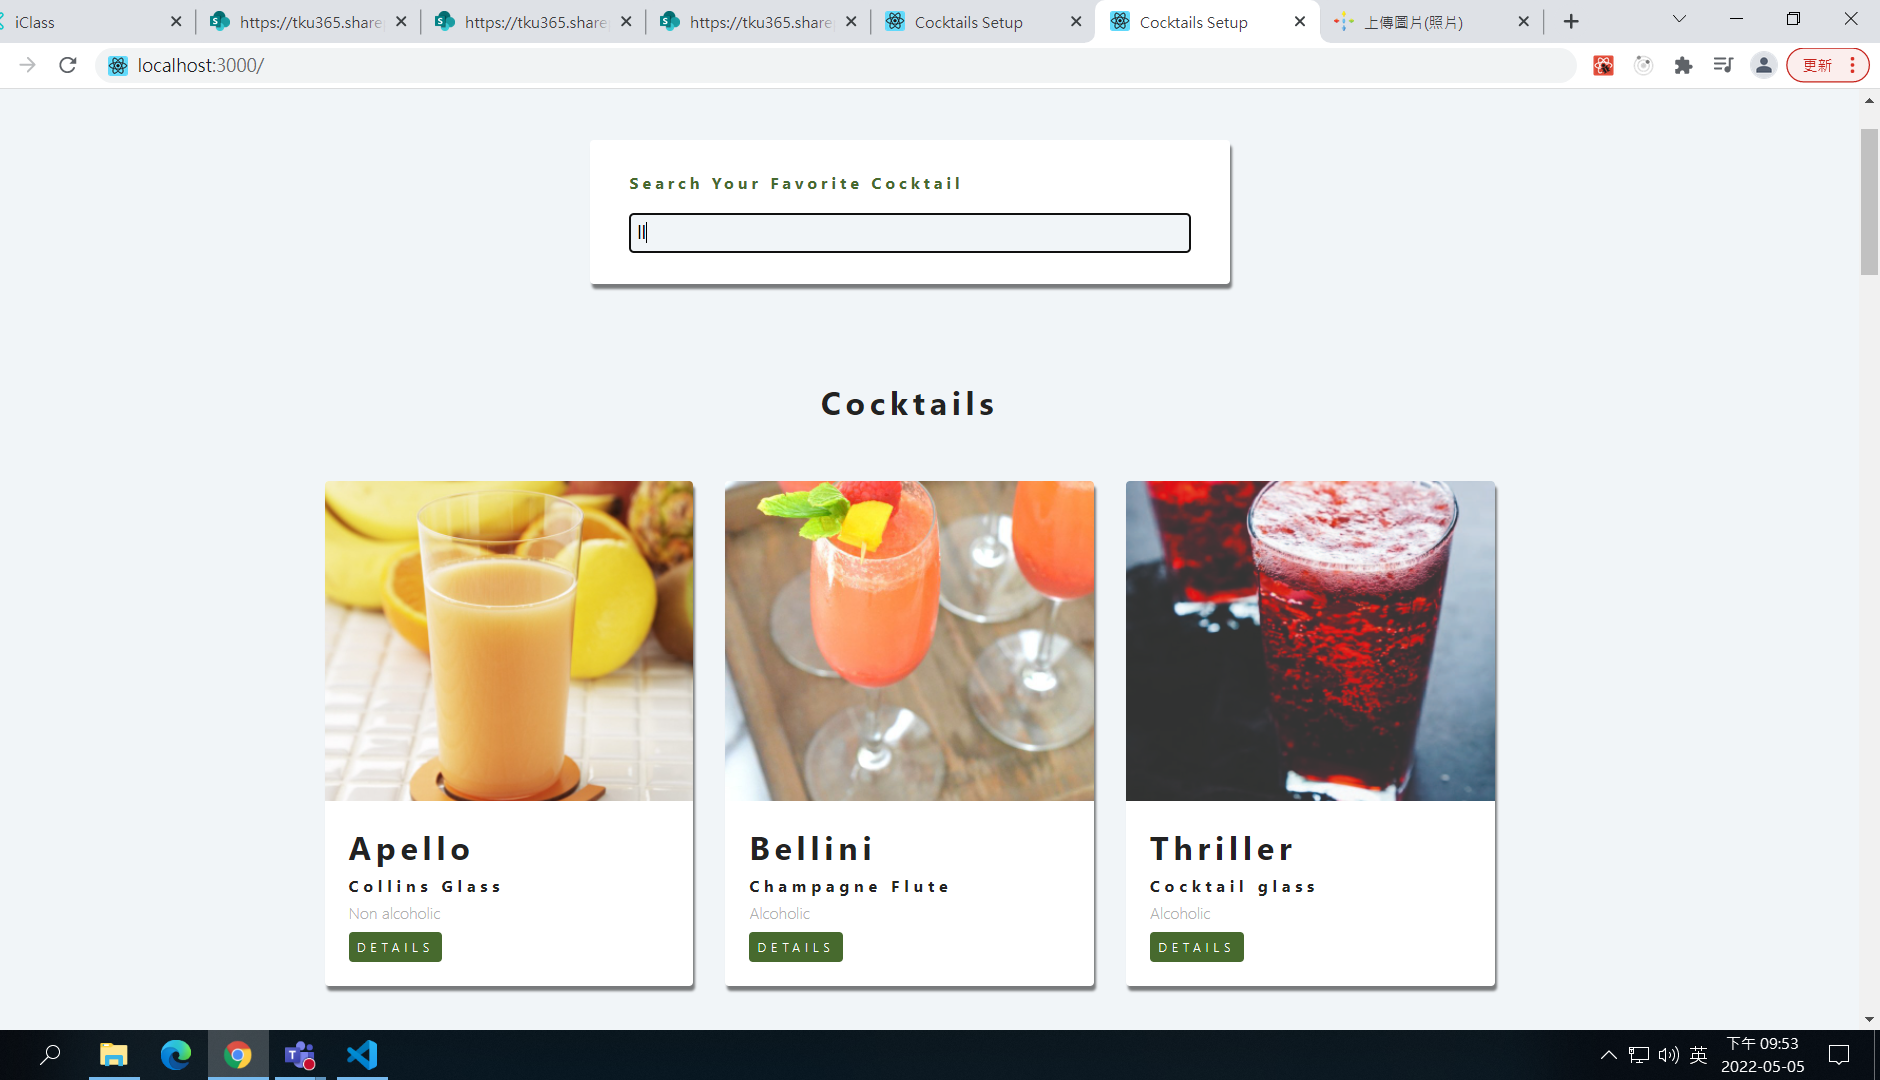 iClass
https://tku365.share
https://tku365.share
https://tku365.share
Cocktails Setup
Cocktails Setup
上傳圖片(照片)
localhost:3000/
更新
Search Your Favorite Cocktail
ll
Cocktails
Apello
Collins Glass
Non alcoholic
DETAILS
Bellini
Champagne Flute
Alcoholic
DETAILS
Thriller
Cocktail glass
Alcoholic
DETAILS
英
下午 09:53
2022-05-05